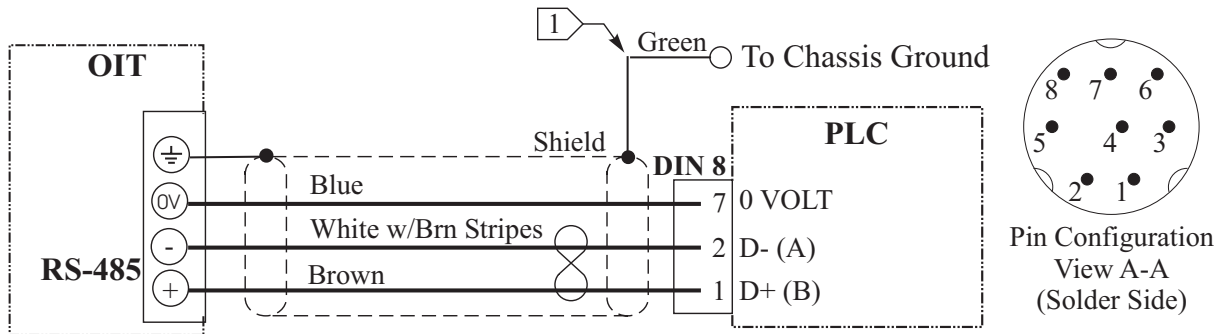 1
Green
To Chassis Ground
OIT
PLC
Shield
DIN 8
Blue
0V
7 0 VOLT
White w/Brn Stripes
-
2 D- (A)
RS-485
Brown
+
1 D+ (B)
8 7 6
5 4 3
2 1
Pin Configuration
View A-A
(Solder Side)